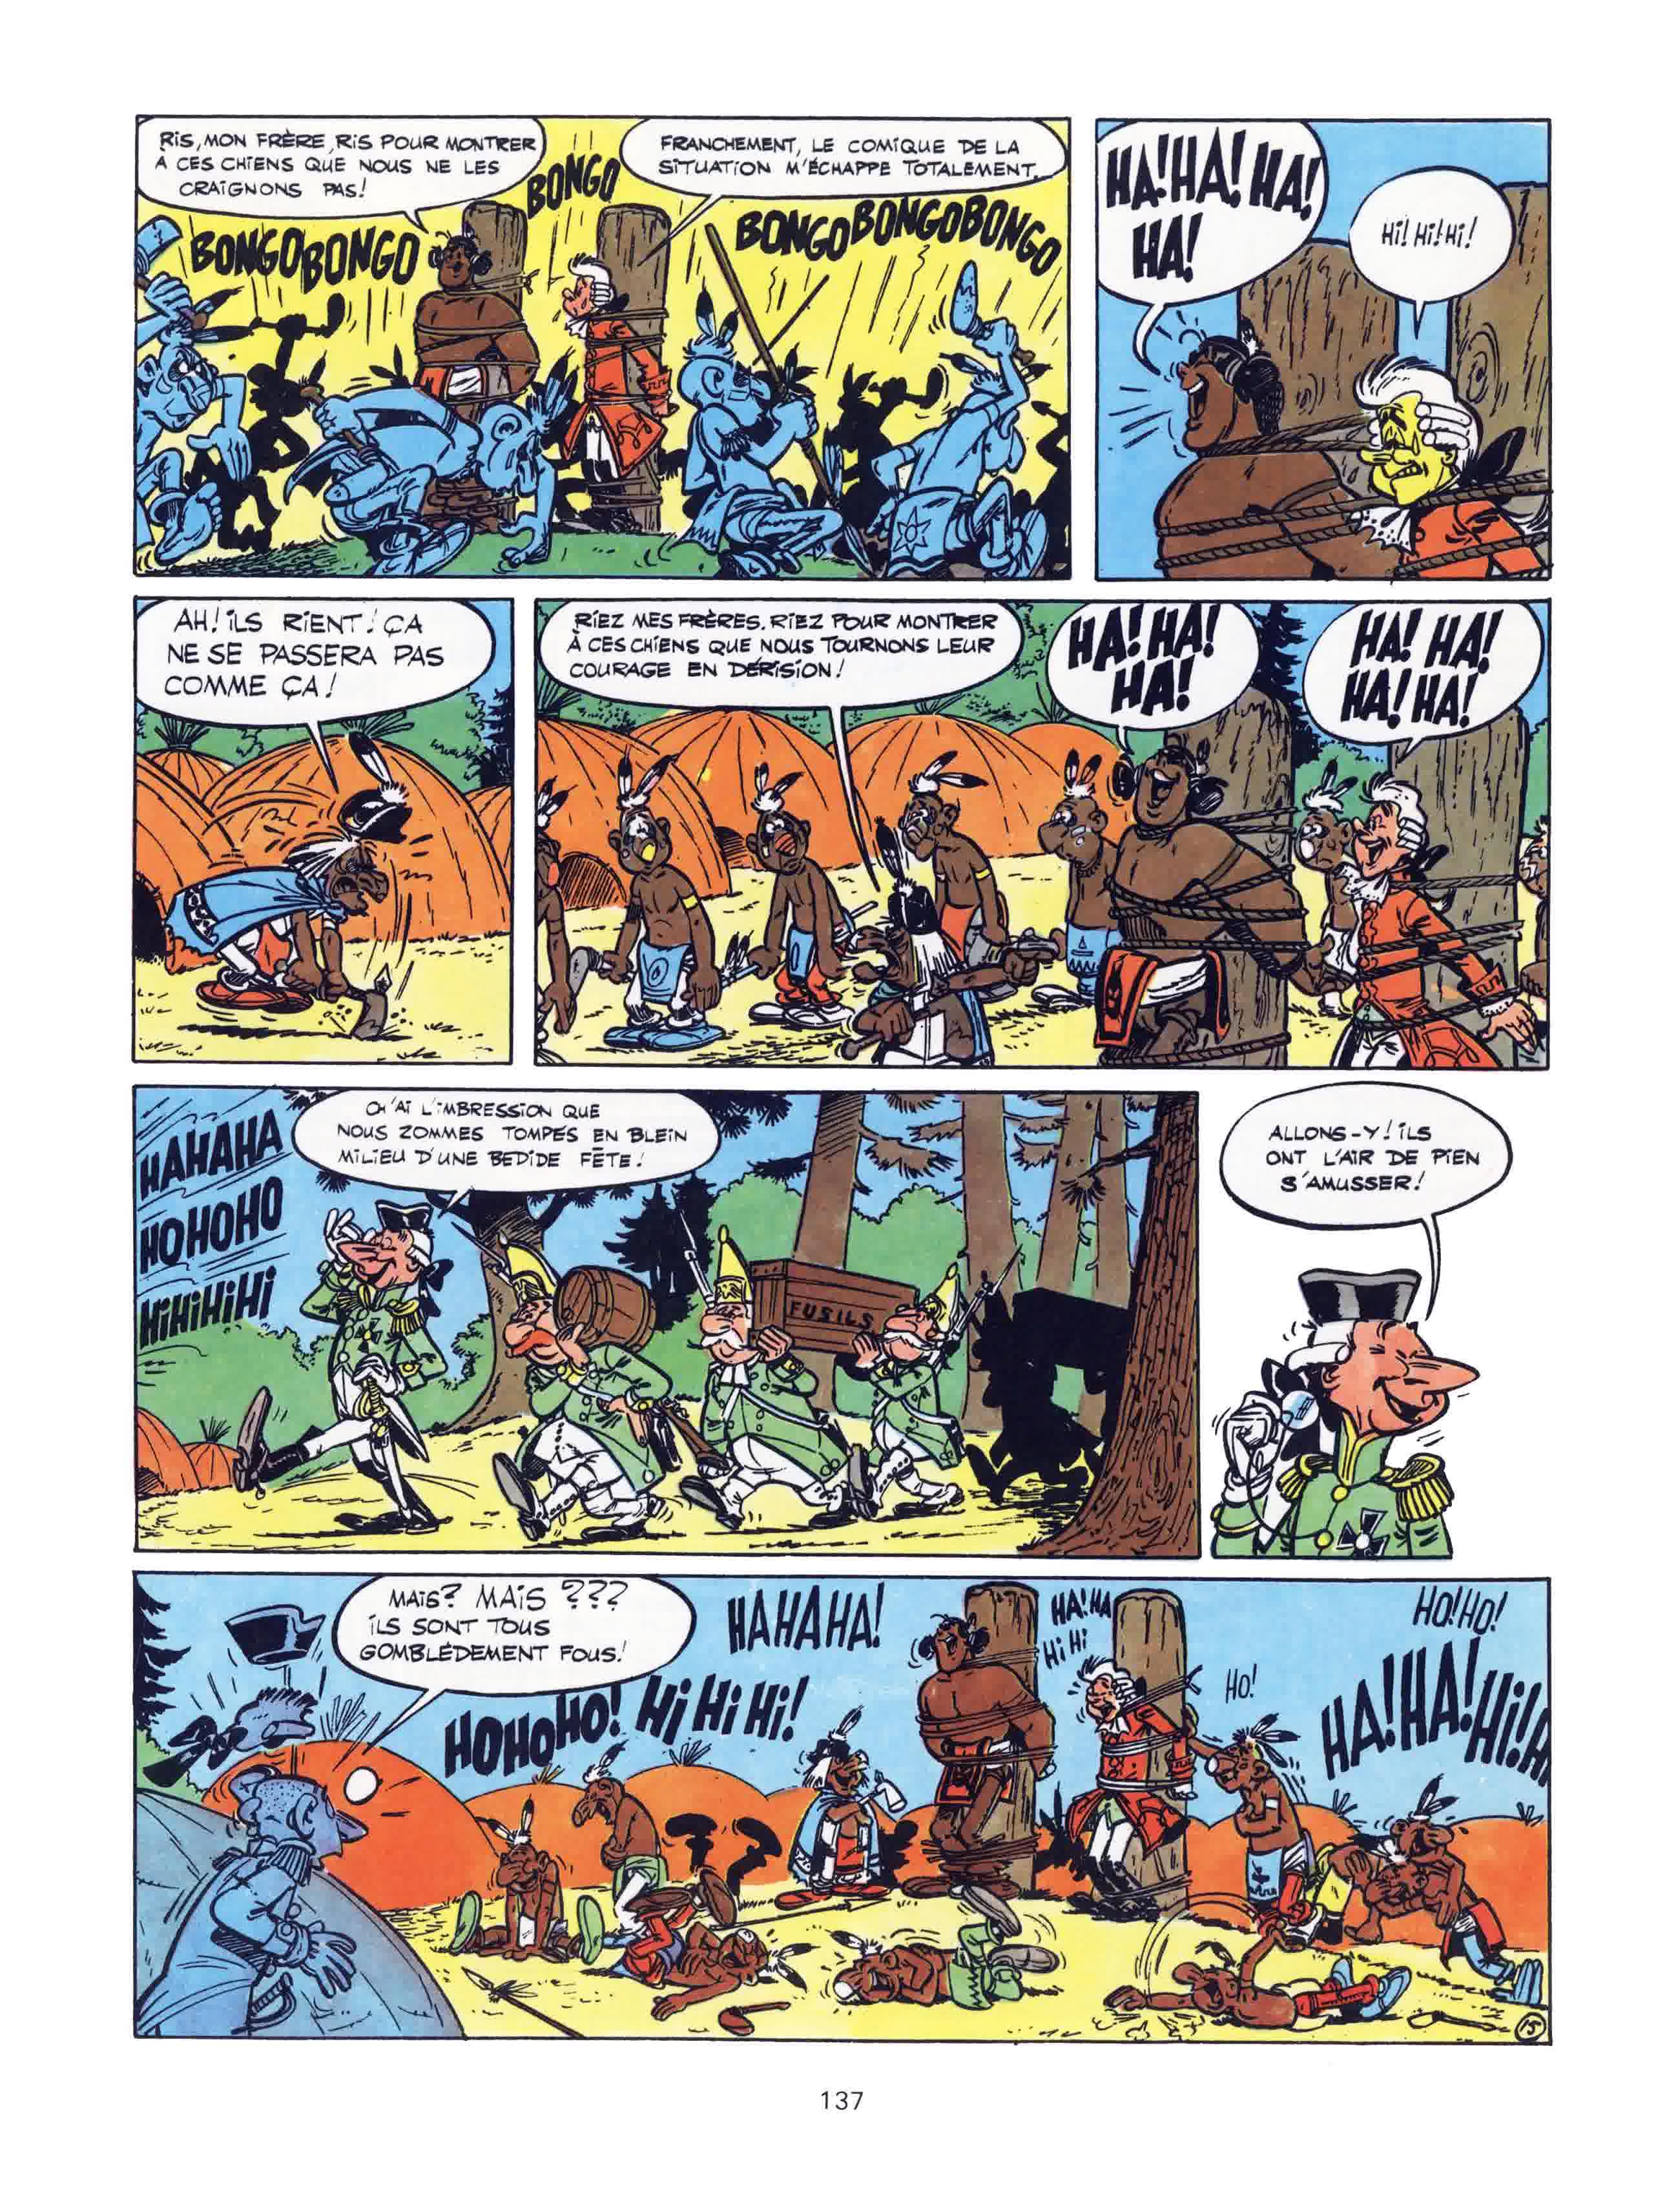 RIS, MON FRÈRE, RIS POUR MONTRER
A CES CHIENS QUE NOUS NE LES
CRAIGNONS PAS!
FRANCHEMENT, LE COMIQUE DE LA
SITUATION M'ÉCHAPPE TOTALEMENT.
BONGOBONGO
BONGO
BONGOBONGOBONGO
HA!HA!HA!
HA!
HI! HI! HI!
AH! ILS RIENT! ÇA
NE SE PASSERA PAS
COMME ÇA!
RIEZ MES FRÈRES. RIEZ POUR MONTRER
À CES CHIENS QUE NOUS TOURNONS LEUR
COURAGE EN DÉRISION!
HA! HA!
HA!
HA! HA!
HA! HA!
HAHAHA
HOHOHO
HIHIHIHI
CH'AI L'IMBRESSION QUE
NOUS ZOMMES TOMPÉS EN BLEIN
MILIEU D'UNE BEDIDE FÊTE!
FUSILS
ALLONS-Y! ILS
ONT L'AIR DE PIEN
S'AMUSSER!
MAIS? MAIS ???
ILS SONT TOUS
GOMBLÈDEMENT FOUS!
HAHAHA!
HOHOHO! HI HI HI!
HA! HA
HI HI
HO!
HO! HO!
HA! HA! HI!
15
137